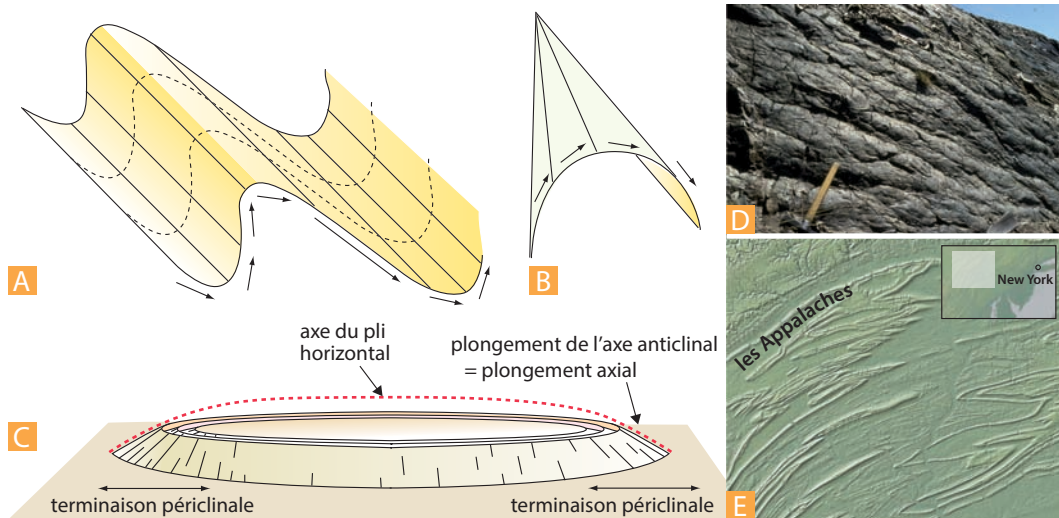 A
B
D
axe du pli
horizontal
plongement de l'axe anticlinal
= plongement axial
C
terminaison périclinale
terminaison périclinale
les Appalaches
New York
E